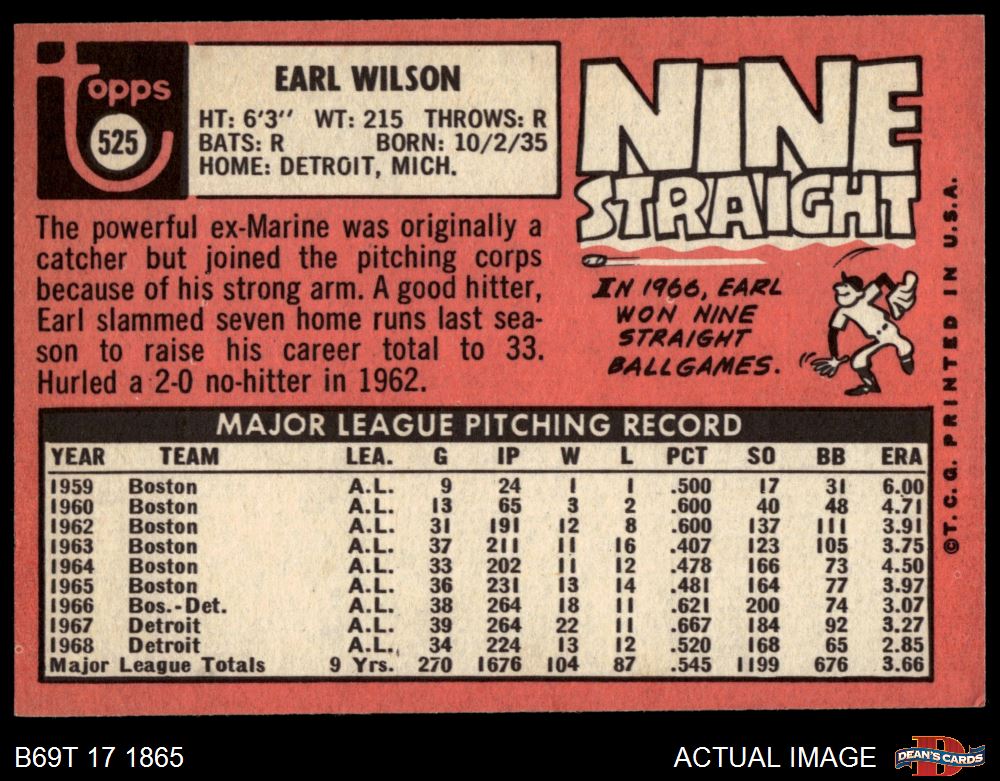 Topps
525
EARL WILSON
HT: 6'3'' WT: 215 THROWS: R
BATS: R BORN: 10/2/35
HOME: DETROIT, MICH.
The powerful ex-Marine was originally a
catcher but joined the pitching corps
because of his strong arm. A good hitter,
Earl slammed seven home runs last sea-
son to raise his career total to 33.
Hurled a 2-0 no-hitter in 1962.
NINE
STRAIGHT
IN 1966, EARL
WON NINE
STRAIGHT
BALLGAMES.
©T.C.G. PRINTED IN U.S.A.
MAJOR LEAGUE PITCHING RECORD
YEAR TEAM LEA. G IP W L PCT SO BB ERA
1959 Boston A.L. 9 24 1 1 .500 17 31 6.00
1960 Boston A.L. 13 65 3 2 .600 40 48 4.71
1962 Boston A.L. 31 191 12 8 .600 137 111 3.91
1963 Boston A.L. 37 211 11 16 .407 123 105 3.75
1964 Boston A.L. 33 202 11 12 .478 166 73 4.50
1965 Boston A.L. 36 231 13 14 .481 164 77 3.97
1966 Bos.-Det. A.L. 38 264 18 11 .621 200 74 3.07
1967 Detroit A.L. 39 264 22 11 .667 184 92 3.27
1968 Detroit A.L. 34 224 13 12 .520 168 65 2.85
Major League Totals 9 Yrs. 270 1676 104 87 .545 1199 676 3.66
B69T 17 1865
ACTUAL IMAGE
D
DEAN'S CARDS